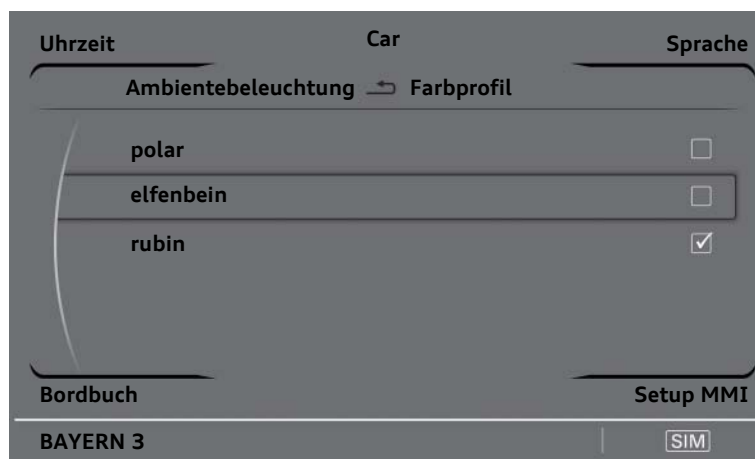 Uhrzeit Car Sprache
Ambientebeleuchtung Farbprofil
polar
elfenbein
rubin
Bordbuch Setup MMI
BAYERN 3 SIM